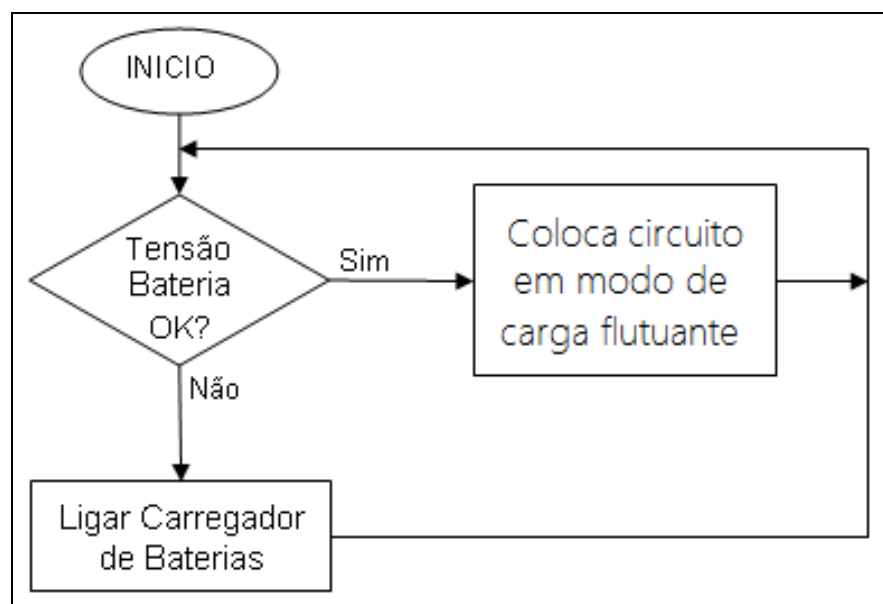 INICIO
Tensão
Bateria
OK?
Sim
Coloca circuito
em modo de
carga flutuante
Não
Ligar Carregador
de Baterias